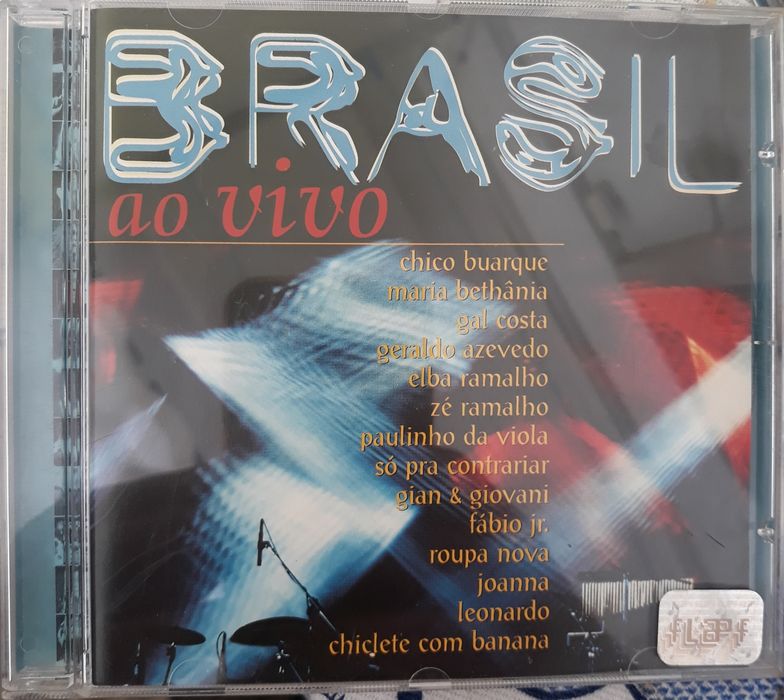 BRASIL
ao vivo
chico buarque
maria bethânia
gal costa
geraldo azevedo
elba ramalho
zé ramalho
paulinho da viola
só pra contrariar
gian & giovani
fábio jr.
roupa nova
joanna
leonardo
chiclete com banana